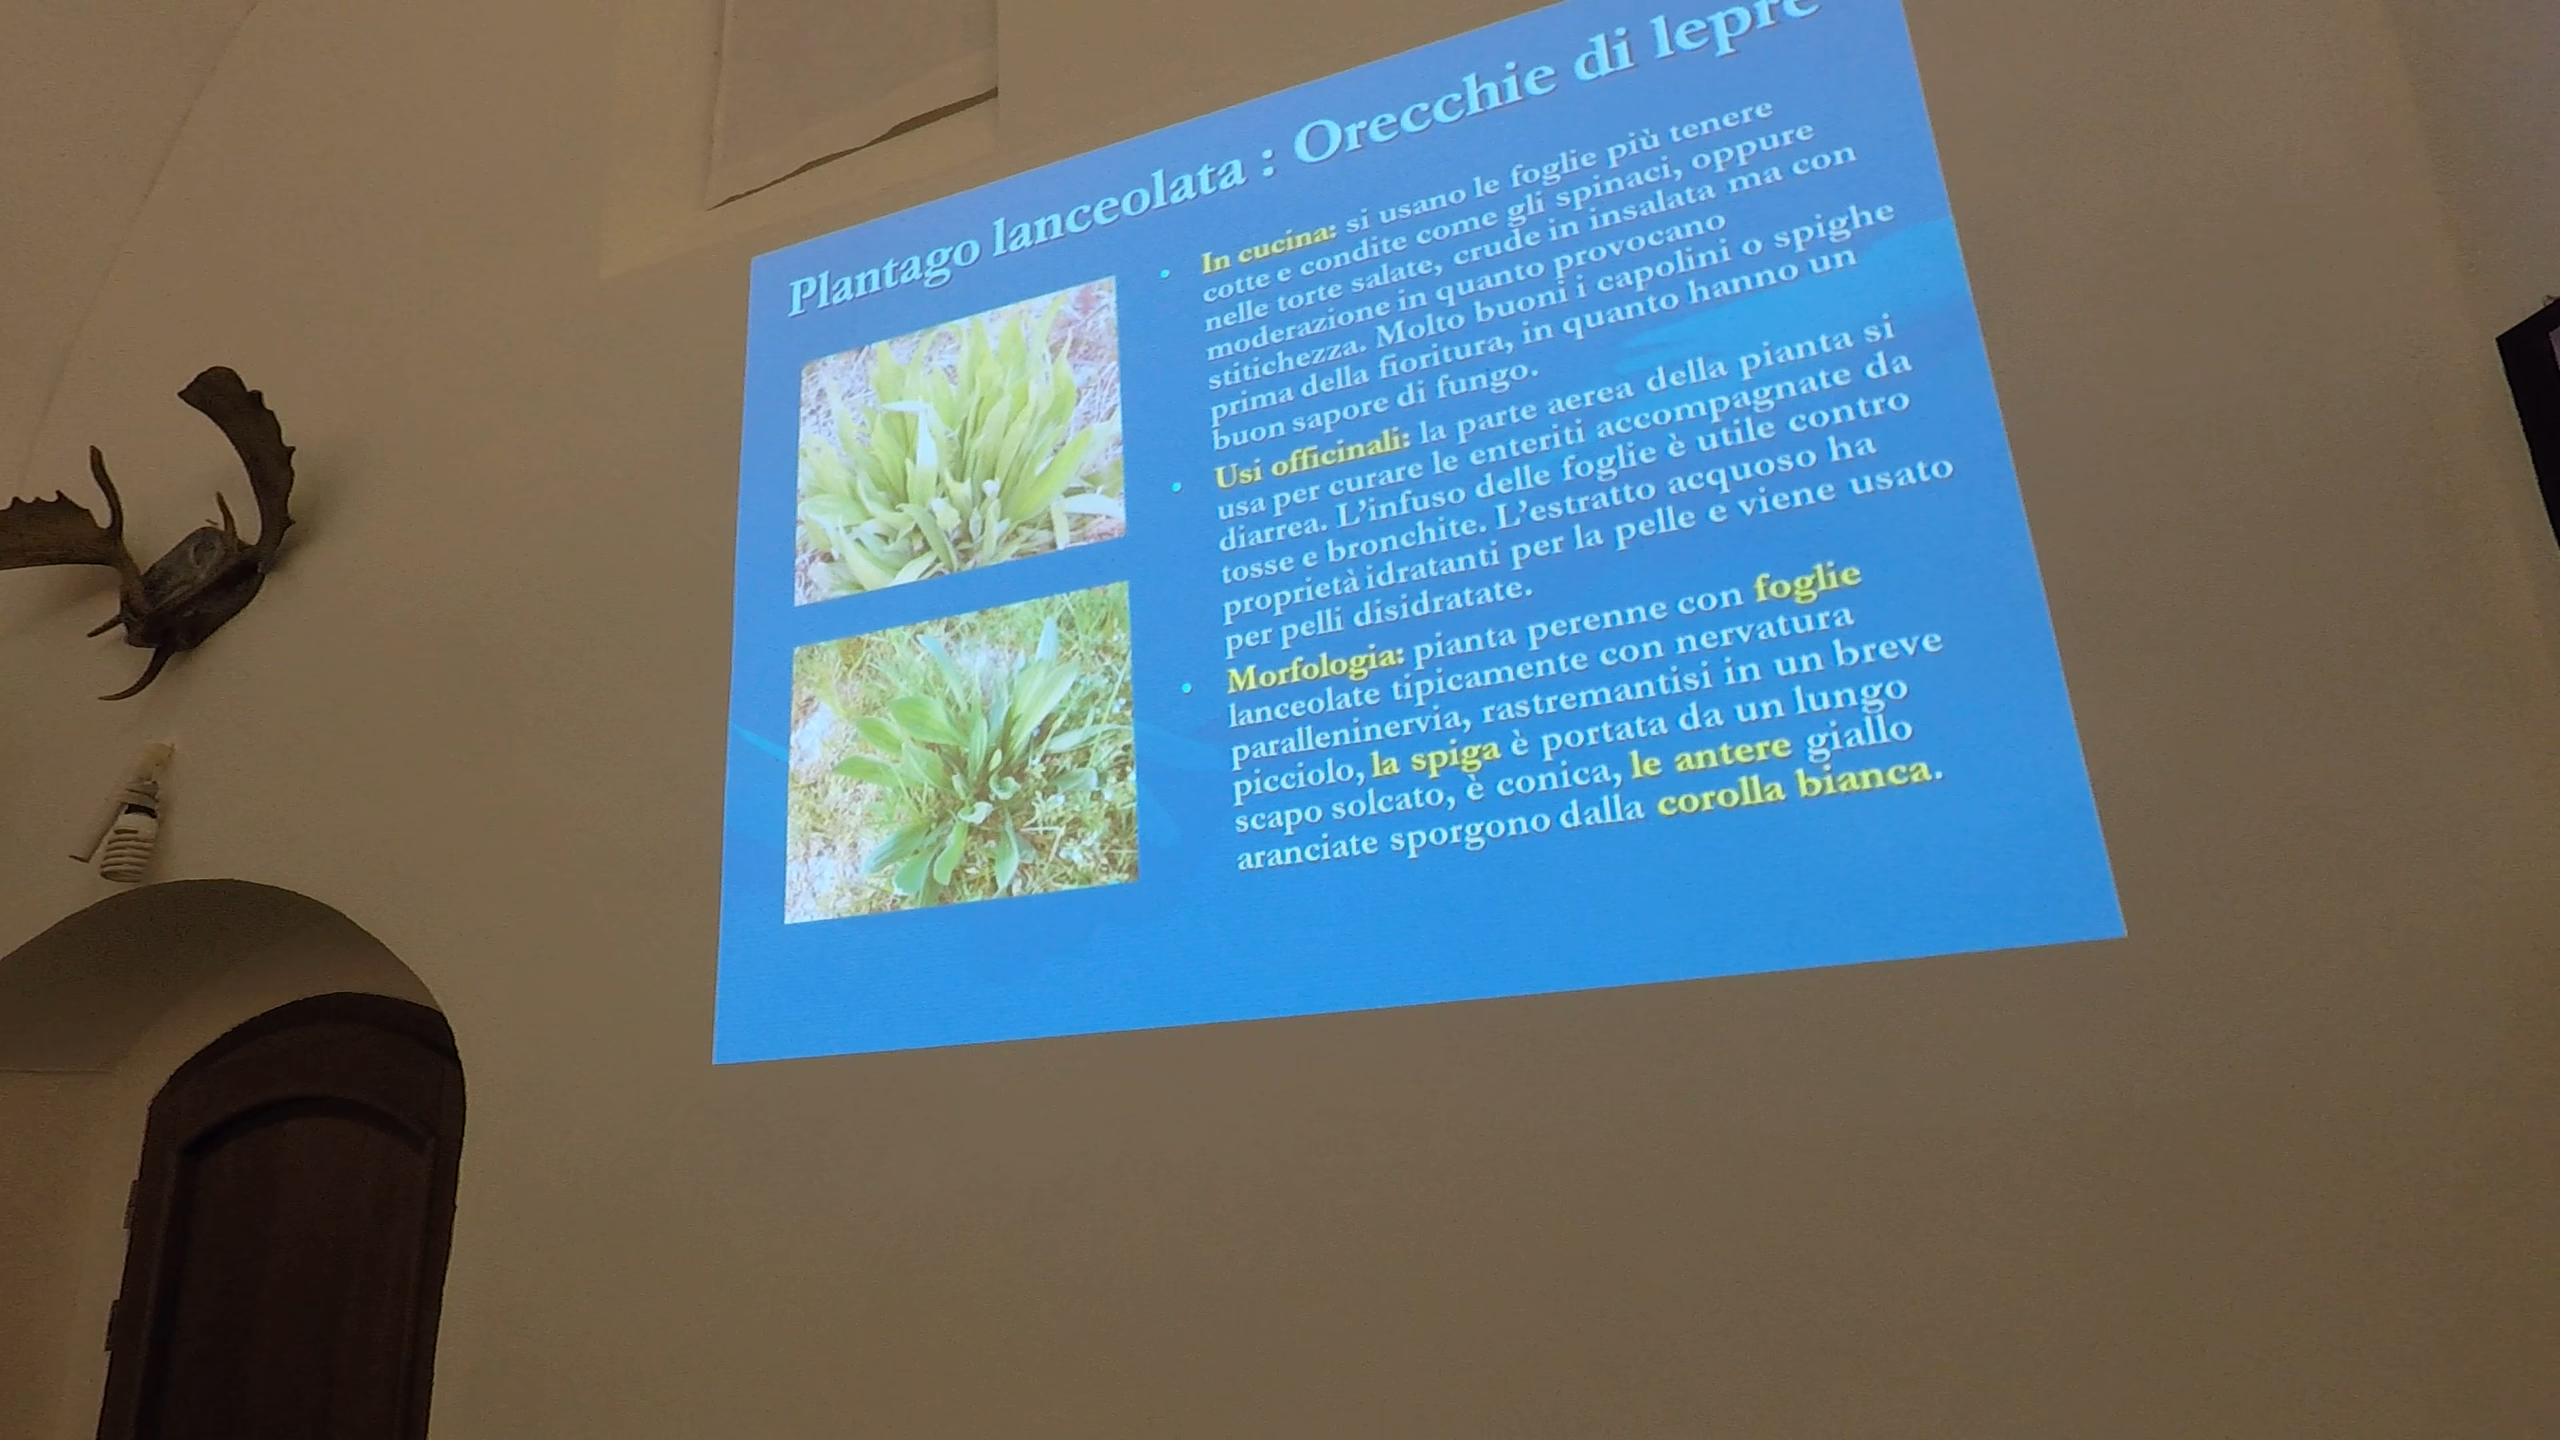 Plantago lanceolata : Orecchie di lepre
In cucina: si usano le foglie più tenere
cotte e condite come gli spinaci, oppure
nelle torte salate, crude in insalata ma con
moderazione in quanto provocano
stitichezza. Molto buoni i capolini o spighe
prima della fioritura, in quanto hanno un
buon sapore di fungo.
Usi officinali: la parte aerea della pianta si
usa per curare le enteriti accompagnate da
diarrea. L’infuso delle foglie è utile contro
tosse e bronchite. L’estratto acquoso ha
proprietà idratanti per la pelle e viene usato
per pelli disidratate.
Morfologia: pianta perenne con foglie
lanceolate tipicamente con nervatura
paralleninervia, rastremantisi in un breve
picciolo, la spiga è portata da un lungo
scapo solcato, è conica, le antere giallo
aranciate sporgono dalla corolla bianca.